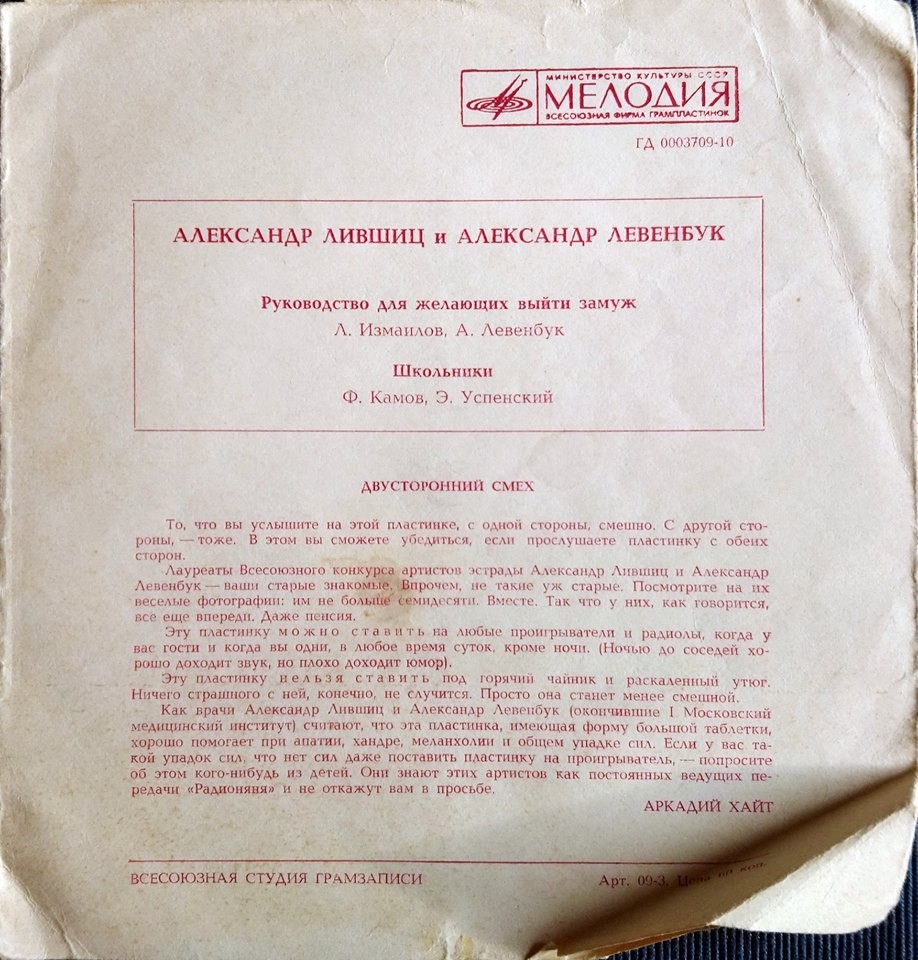 МИНИСТЕРСТВО КУЛЬТУРЫ СССР
МЕЛОДИЯ
ВСЕСОЮЗНАЯ ФИРМА ГРАМПЛАСТИНОК
ГД 0003709-10
АЛЕКСАНДР ЛИВШИЦ и АЛЕКСАНДР ЛЕВЕНБУК
Руководство для желающих выйти замуж
Л. Измаилов, А. Левенбук
Школьники
Ф. Камов, Э. Успенский
ДВУСТОРОННИЙ СМЕХ
То, что вы услышите на этой пластинке, с одной стороны, смешно. С другой сто-
роны, — тоже. В этом вы сможете убедиться, если прослушаете пластинку с обеих
сторон.
Лауреаты Всесоюзного конкурса артистов эстрады Александр Лившиц и Александр
Левенбук — ваши старые знакомые. Впрочем, не такие уж старые. Посмотрите на их
веселые фотографии: им не больше семидесяти. Вместе. Так что у них, как говорится,
все еще впереди. Даже пенсия.
Эту пластинку можно ставить на любые проигрыватели и радиолы, когда у
вас гости и когда вы одни, в любое время суток, кроме ночи. (Ночью до соседей хо-
рошо доходит звук, но плохо доходит юмор).
Эту пластинку нельзя ставить под горячий чайник и раскаленный утюг.
Ничего страшного с ней, конечно, не случится. Просто она станет менее смешной.
Как врачи Александр Лившиц и Александр Левенбук (окончившие I Московский
медицинский институт) считают, что эта пластинка, имеющая форму большой таблетки,
хорошо помогает при апатии, хандре, меланхолии и общем упадке сил. Если у вас та-
кой упадок сил, что нет сил даже поставить пластинку на проигрыватель, — попросите
об этом кого-нибудь из детей. Они знают этих артистов как постоянных ведущих пе-
редачи «Радионяня» и не откажут вам в просьбе.
АРКАДИЙ ХАЙТ
ВСЕСОЮЗНАЯ СТУДИЯ ГРАМЗАПИСИ
Арт. 09-3. Цена коп.